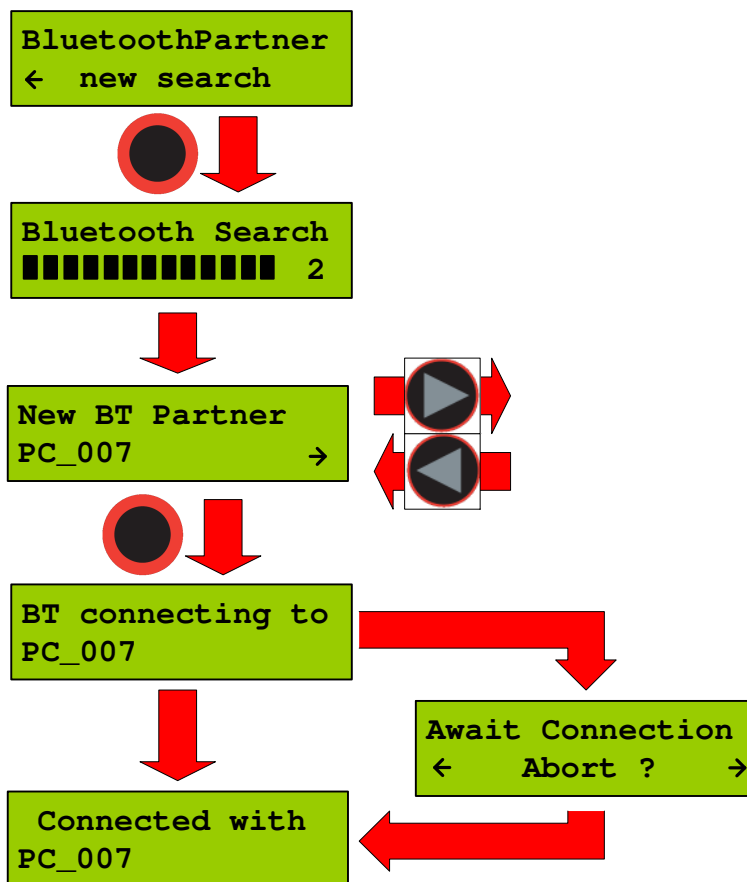 BluetoothPartner
← new search
Bluetooth Search
2
New BT Partner
PC_007 →
BT connecting to
PC_007
Await Connection
← Abort ? →
Connected with
PC_007